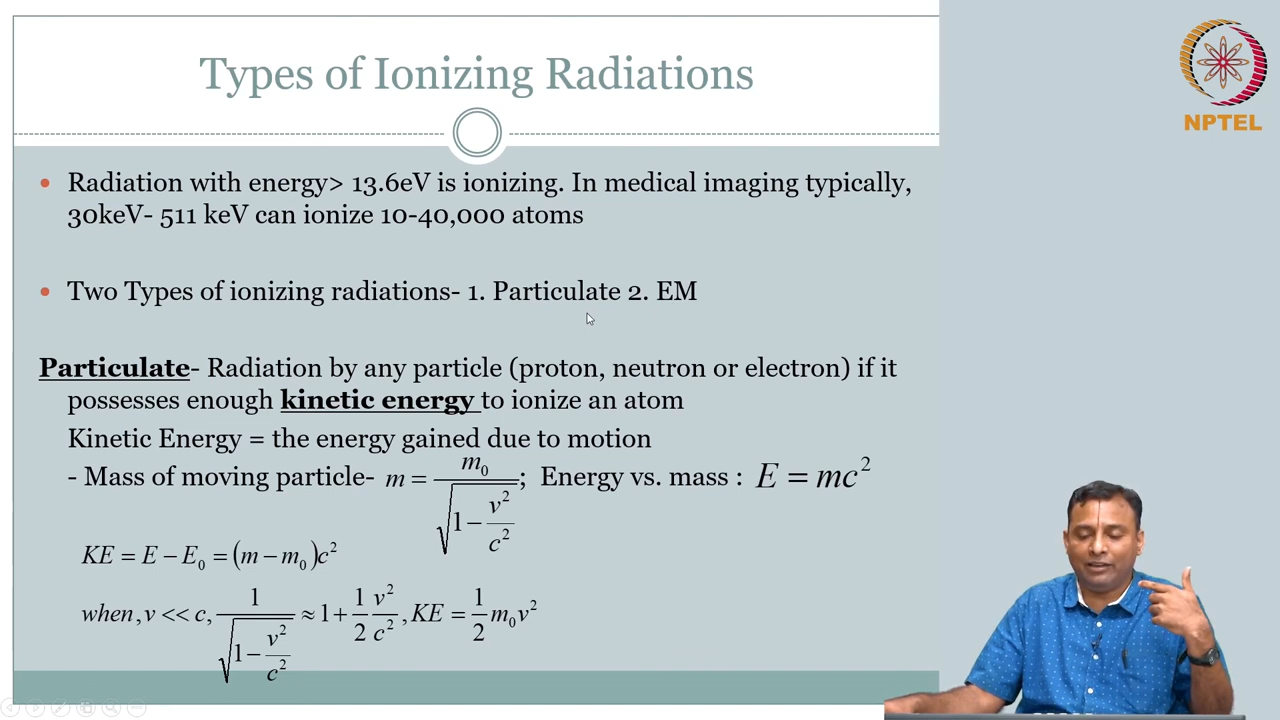 Types of Ionizing Radiations
NPTEL
• Radiation with energy> 13.6eV is ionizing. In medical imaging typically,
30keV- 511 keV can ionize 10-40,000 atoms
• Two Types of ionizing radiations- 1. Particulate 2. EM
Particulate- Radiation by any particle (proton, neutron or electron) if it
possesses enough kinetic energy to ionize an atom
Kinetic Energy = the energy gained due to motion
- Mass of moving particle- m = m₀ / √(1 − v²/c²) ; Energy vs. mass : E = mc²
KE = E − E₀ = (m − m₀)c²
when, v << c, 1 / √(1 − v²/c²) ≈ 1 + 1/2 v²/c², KE = 1/2 m₀v²